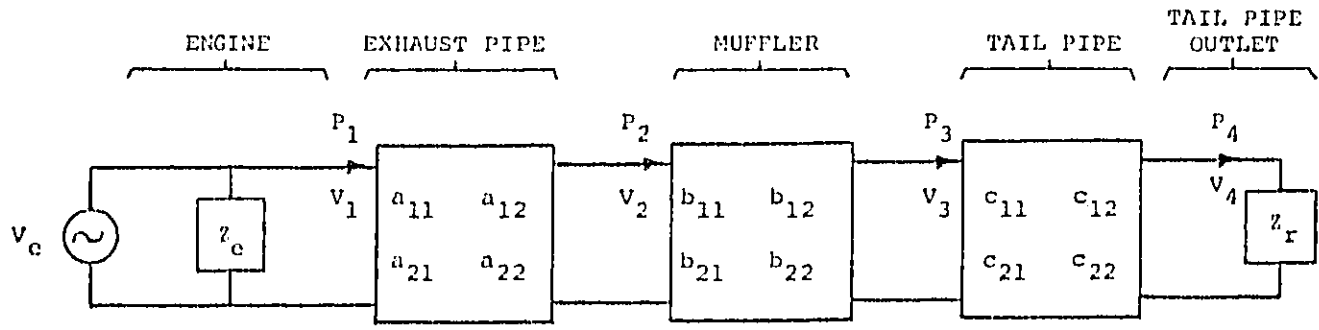 TAIL PIPE
ENGINE EXHAUST PIPE MUFFLER TAIL PIPE OUTLET
P1 P2 P3 P4
V1 V2 V3 V4
a11 a12 b11 b12 c11 c12
Ve Ze Zr
a21 a22 b21 b22 c21 c22